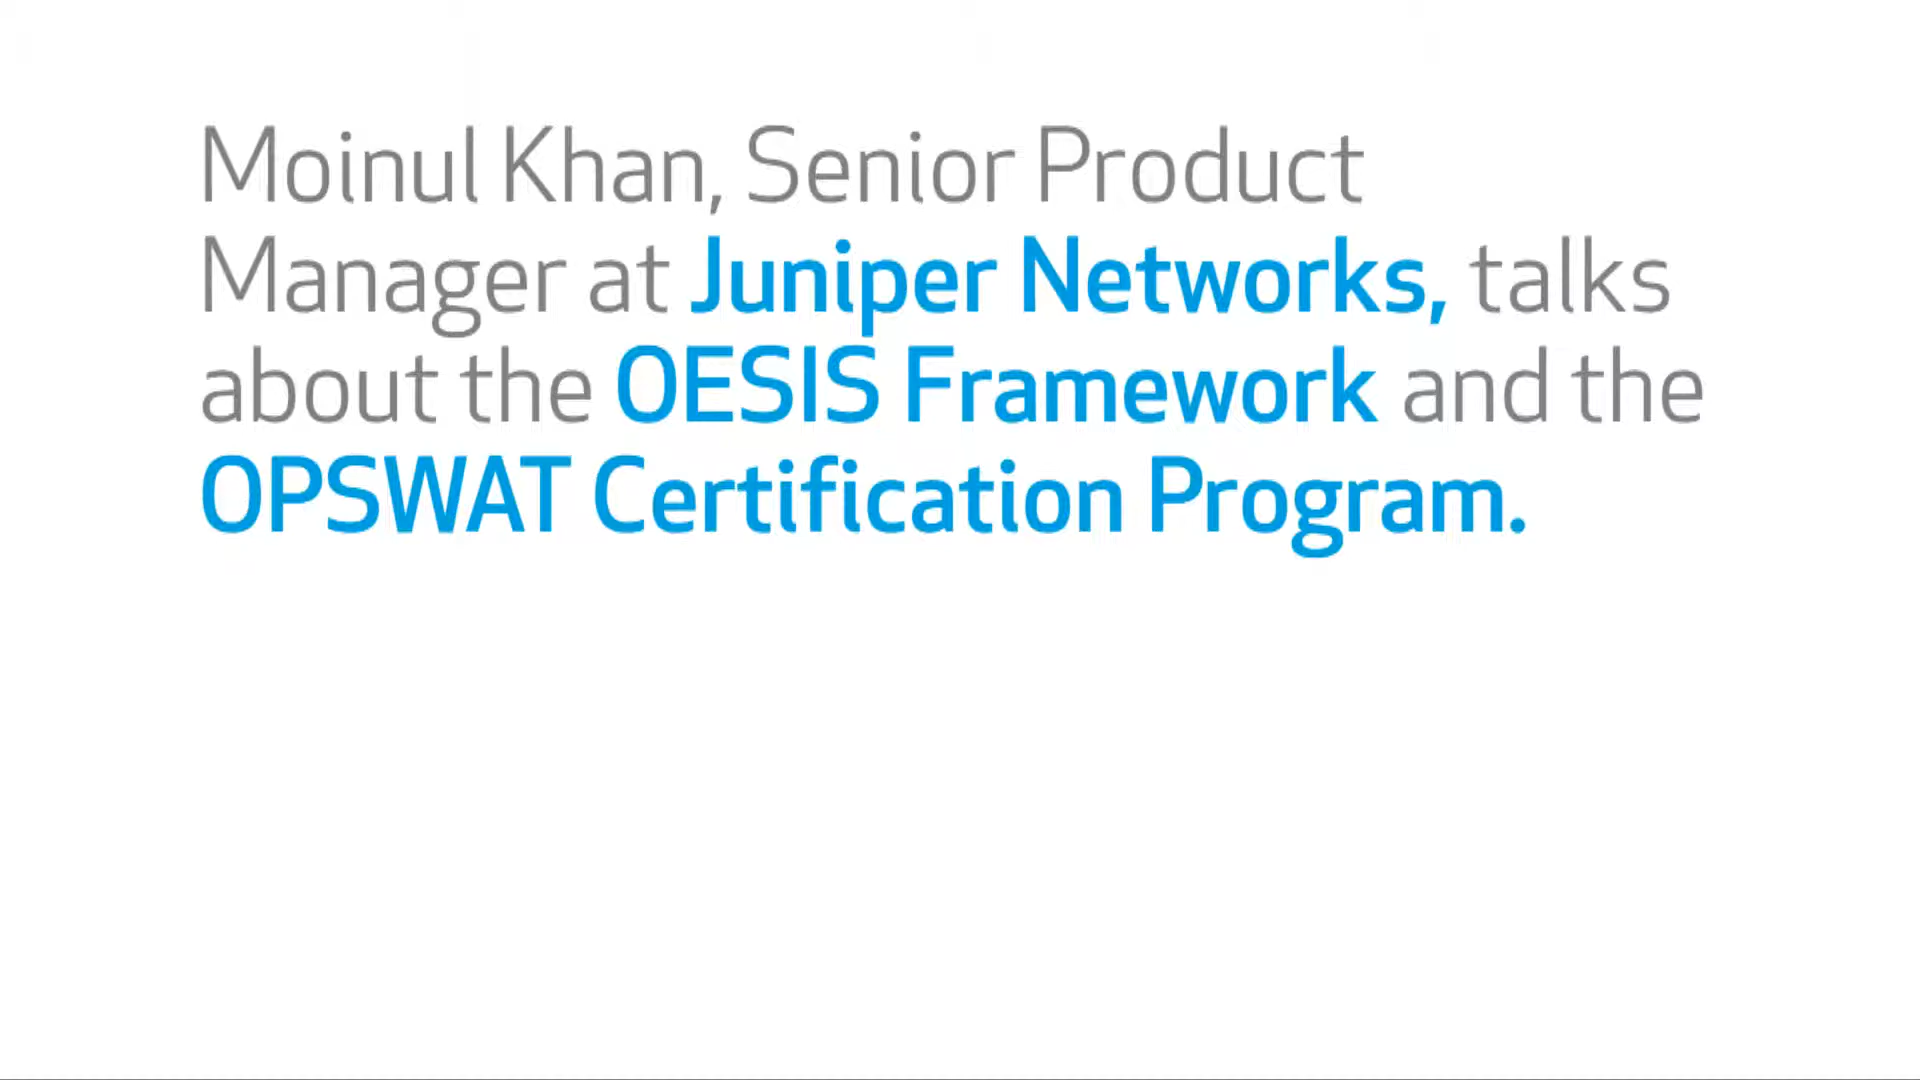 Moinul Khan, Senior Product
Manager at Juniper Networks, talks
about the OESIS Framework and the
OPSWAT Certification Program.